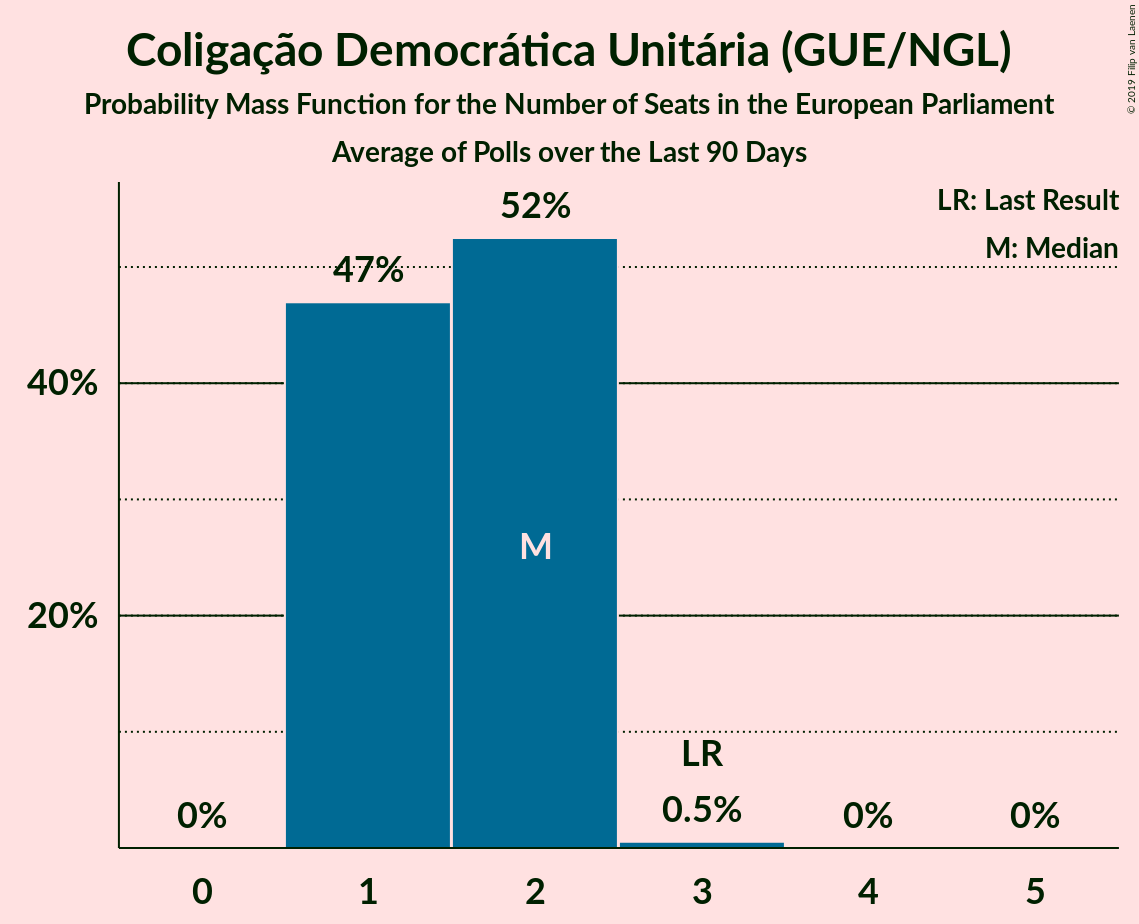 Coligação Democrática Unitária (GUE/NGL)
Probability Mass Function for the Number of Seats in the European Parliament
Average of Polls over the Last 90 Days
© 2019 Filip van Laenen
LR: Last Result
M: Median
52%
47%
40%
M
20%
LR
0% 0.5% 0% 0%
0 1 2 3 4 5